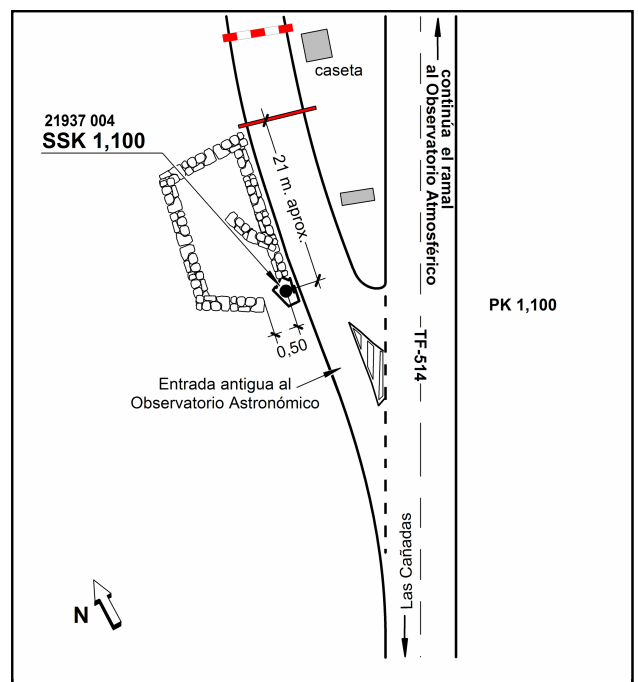 caseta
21937 004
SSK 1,100
21 m. aprox.
continúa el ramal
al Observatorio Atmosférico
PK 1,100
TF-514
0,50
Entrada antigua al
Observatorio Astronómico
Las Cañadas
N